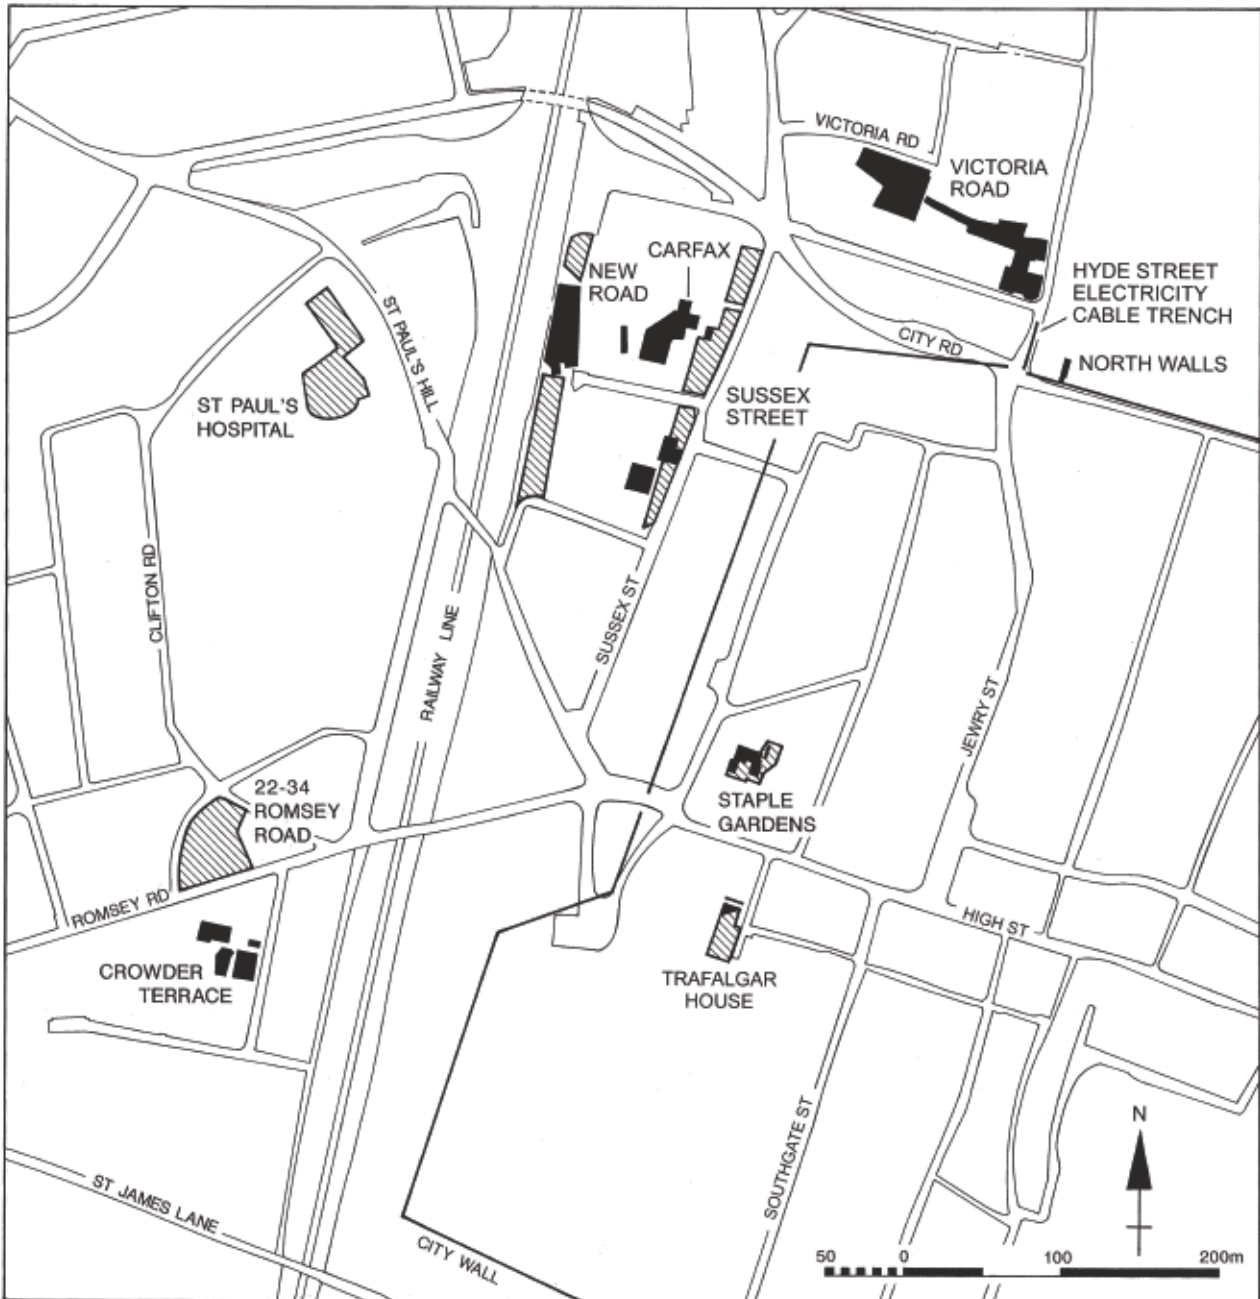 VICTORIA RD
VICTORIA
ROAD
CARFAX
NEW
ROAD
HYDE STREET
ELECTRICITY
CABLE TRENCH
ST PAUL'S HILL
CITY RD
NORTH WALLS
ST PAUL'S
HOSPITAL
SUSSEX
STREET
CLIFTON RD
SUSSEX ST
RAILWAY LINE
JEWRY ST
22-34
ROMSEY
ROAD
STAPLE
GARDENS
ROMSEY RD
HIGH ST
CROWDER
TERRACE
TRAFALGAR
HOUSE
SOUTHGATE ST
N
ST JAMES LANE
CITY WALL
50 0 100 200m